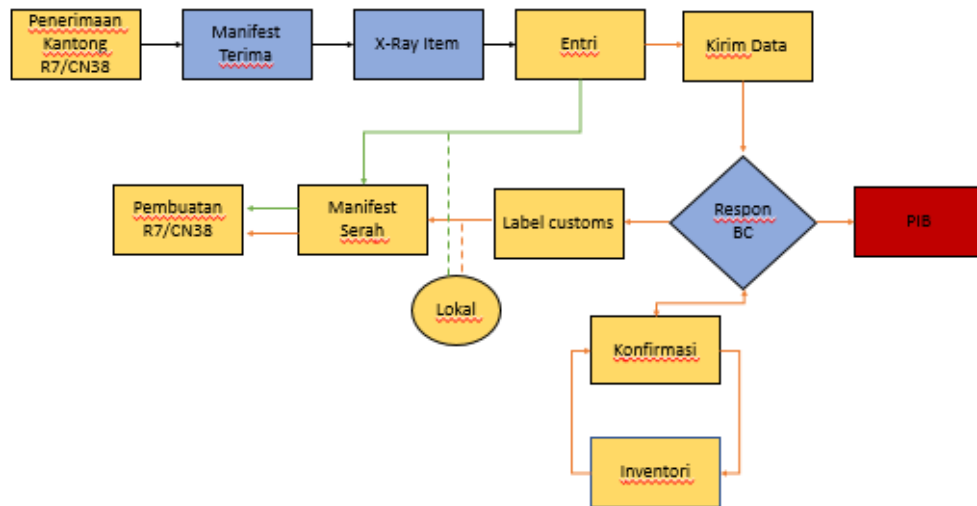 Penerimaan
Kantong
R7/CN38
Manifest
Terima
X-Ray Item
Entri
Kirim Data
Pembuatan
R7/CN38
Manifest
Serah
Label customs
Respon
BC
PIB
Lokal
Konfirmasi
Inventori